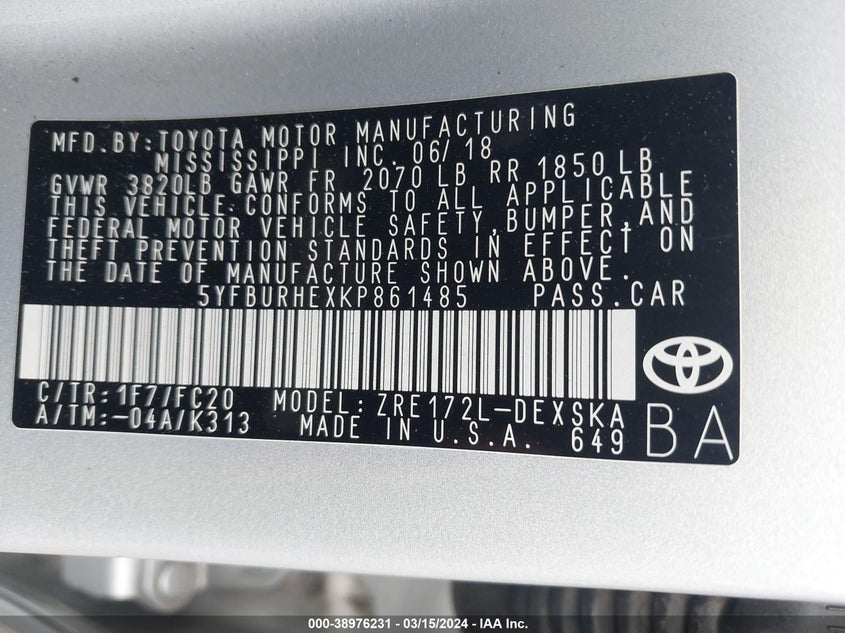 MFD. BY: TOYOTA MOTOR MANUFACTURING
MISSISSIPPI INC. 06/18
GVWR 3820LB GAWR FR 2070 LB RR 1850 LB
THIS VEHICLE CONFORMS TO ALL APPLICABLE
FEDERAL MOTOR VEHICLE SAFETY, BUMPER, AND
THEFT PREVENTION STANDARDS IN EFFECT ON
THE DATE OF MANUFACTURE SHOWN ABOVE.
5YFBURHEXKP861485 PASS. CAR
C/TR: 1F7/FC20 MODEL: ZRE172L-DEXSKA
A/TM: -04A/K313 MADE IN U.S.A. 649
BA
000-38976231 - 03/15/2024 - IAA Inc.